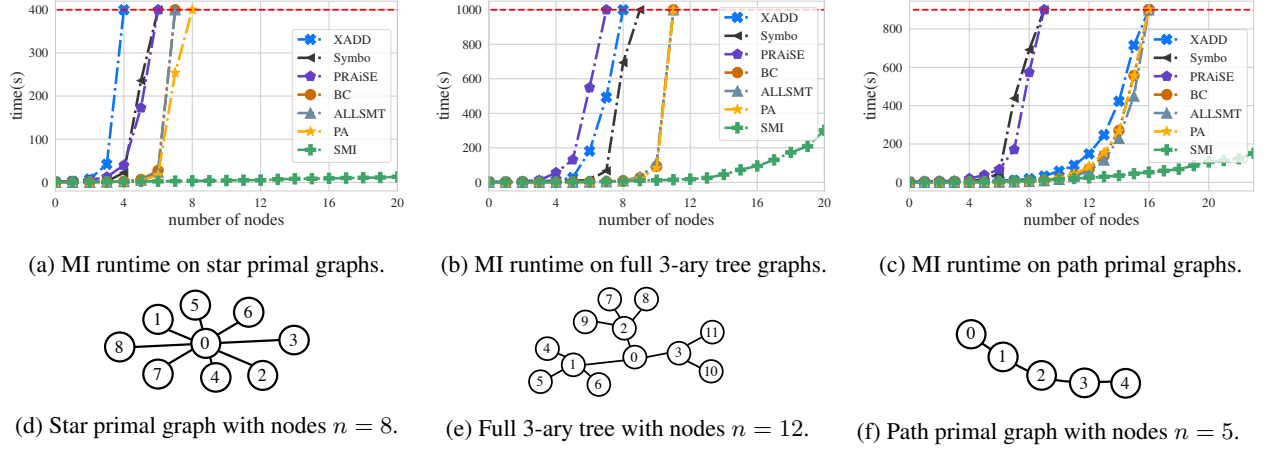 400
300
200
100
0
time(s)
0 4 8 12 16 20
number of nodes
XADD
Symbo
PRAiSE
BC
ALLSMT
PA
SMI
(a) MI runtime on star primal graphs.
1000
800
600
400
200
0
time(s)
0 4 8 12 16 20
number of nodes
XADD
Symbo
PRAiSE
BC
ALLSMT
PA
SMI
(b) MI runtime on full 3-ary tree graphs.
800
600
400
200
0
time(s)
0 4 8 12 16 20
number of nodes
XADD
Symbo
PRAiSE
BC
ALLSMT
PA
SMI
(c) MI runtime on path primal graphs.
5
1 6
8 0 3
7 4 2
(d) Star primal graph with nodes n = 8.
7 8
9 2
11
4 0 3
1
5 6 10
(e) Full 3-ary tree with nodes n = 12.
0
1
2 3 4
(f) Path primal graph with nodes n = 5.